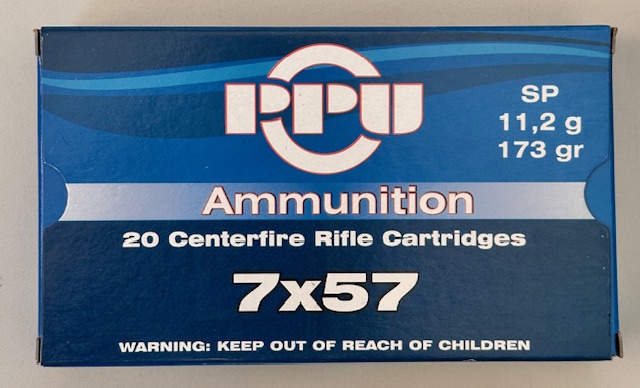 PPU
SP
11,2 g
173 gr
Ammunition
20 Centerfire Rifle Cartridges
7x57
WARNING: KEEP OUT OF REACH OF CHILDREN